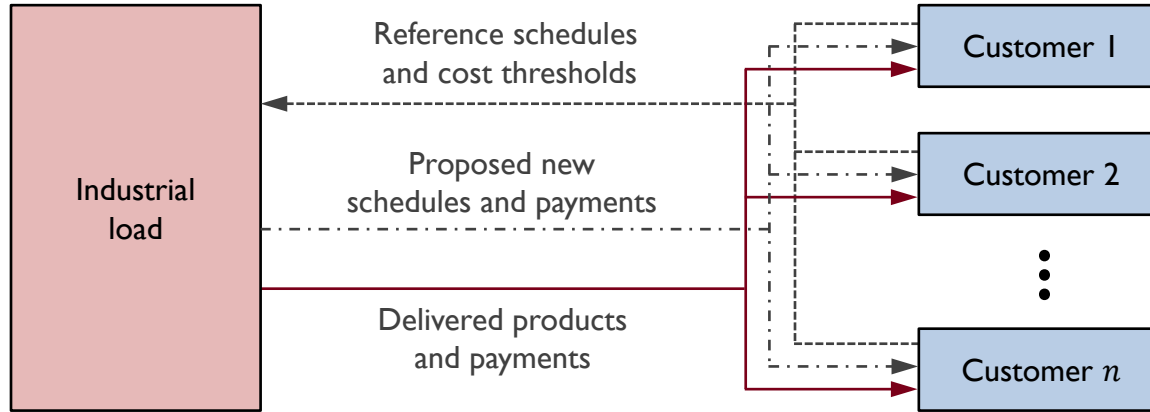 Reference schedules
and cost thresholds
Customer 1
Proposed new
schedules and payments
Customer 2
Industrial
load
Delivered products
and payments
Customer n